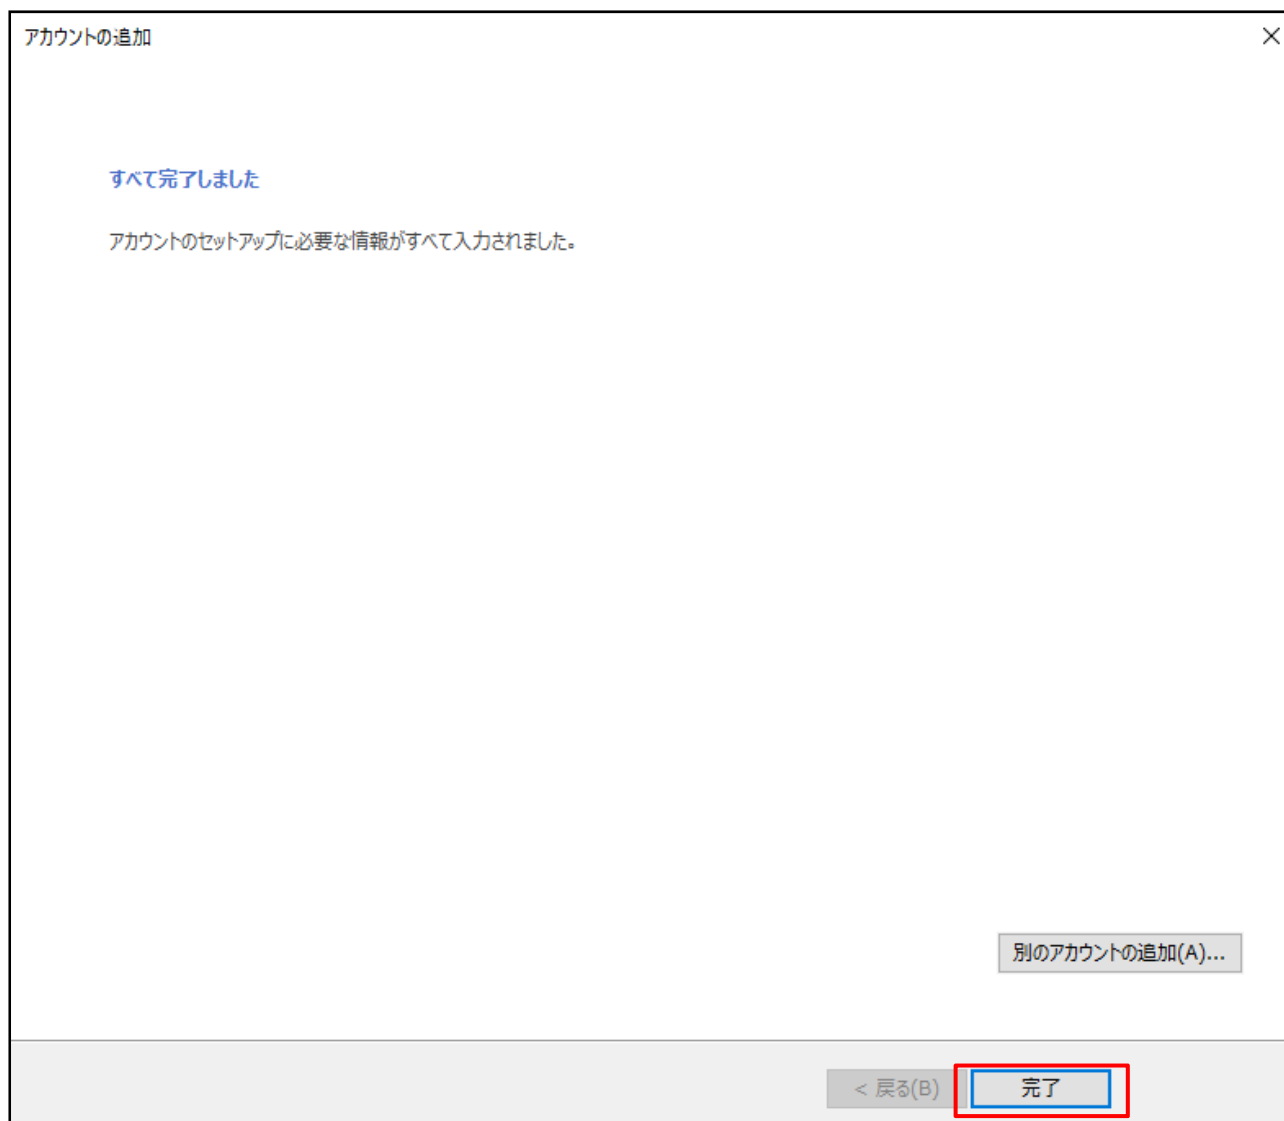 アカウントの追加
すべて完了しました
アカウントのセットアップに必要な情報がすべて入力されました。
別のアカウントの追加(A)...
< 戻る(B)
完了